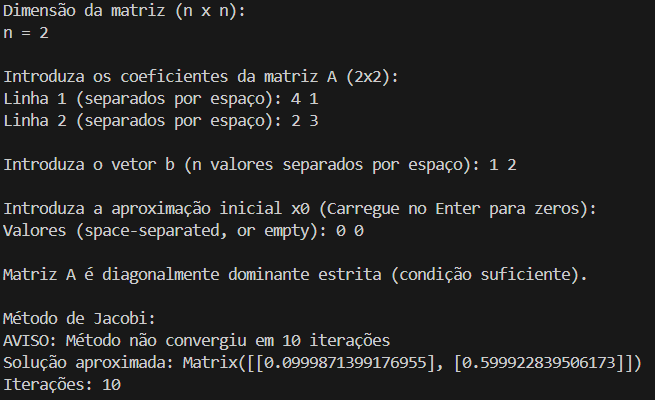 Dimensão da matriz (n x n):
n = 2
Introduza os coeficientes da matriz A (2x2):
Linha 1 (separados por espaço): 4 1
Linha 2 (separados por espaço): 2 3
Introduza o vetor b (n valores separados por espaço): 1 2
Introduza a aproximação inicial x0 (Carregue no Enter para zeros):
Valores (space-separated, or empty): 0 0
Matriz A é diagonalmente dominante estrita (condição suficiente).
Método de Jacobi:
AVISO: Método não convergiu em 10 iterações
Solução aproximada: Matrix([[0.0999871399176955], [0.599922839506173]])
Iterações: 10